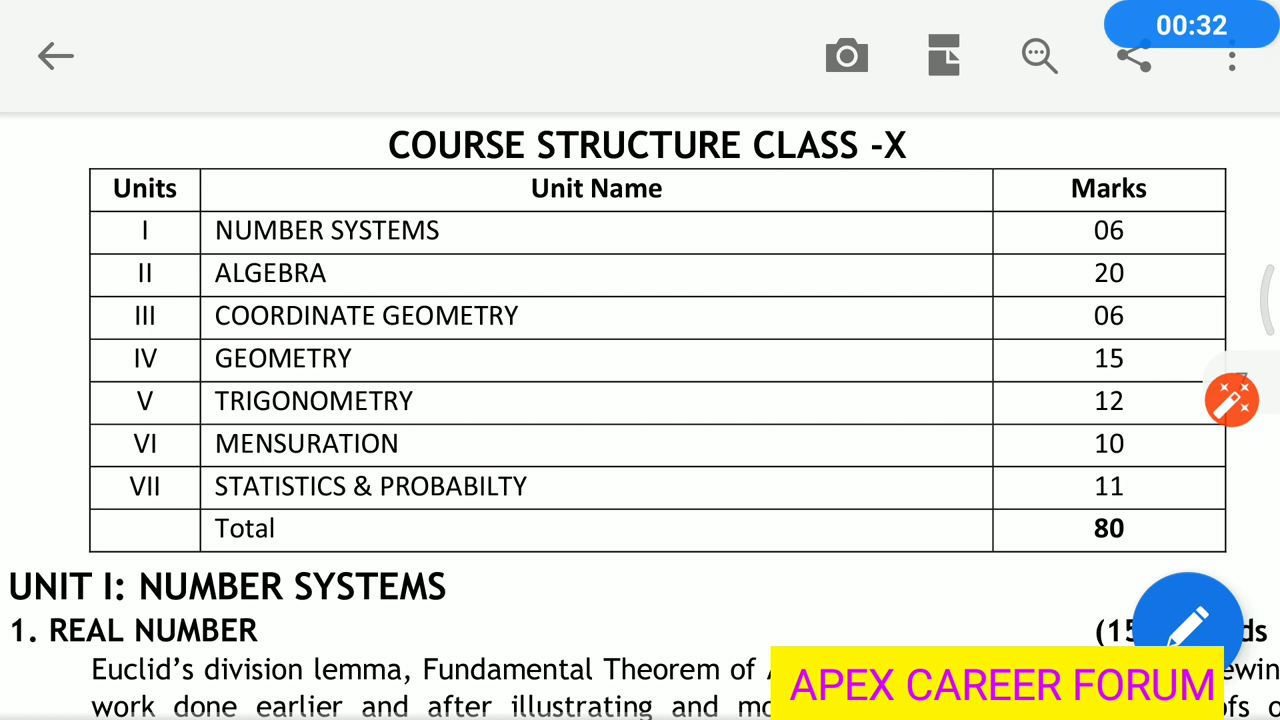 00:32
COURSE STRUCTURE CLASS -X
Units Unit Name Marks
I NUMBER SYSTEMS 06
II ALGEBRA 20
III COORDINATE GEOMETRY 06
IV GEOMETRY 15
V TRIGONOMETRY 12
VI MENSURATION 10
VII STATISTICS & PROBABILTY 11
Total 80
UNIT I: NUMBER SYSTEMS
1. REAL NUMBER
Euclid's division lemma, Fundamental Theorem of
work done earlier and after illustrating and
APEX CAREER FORUM